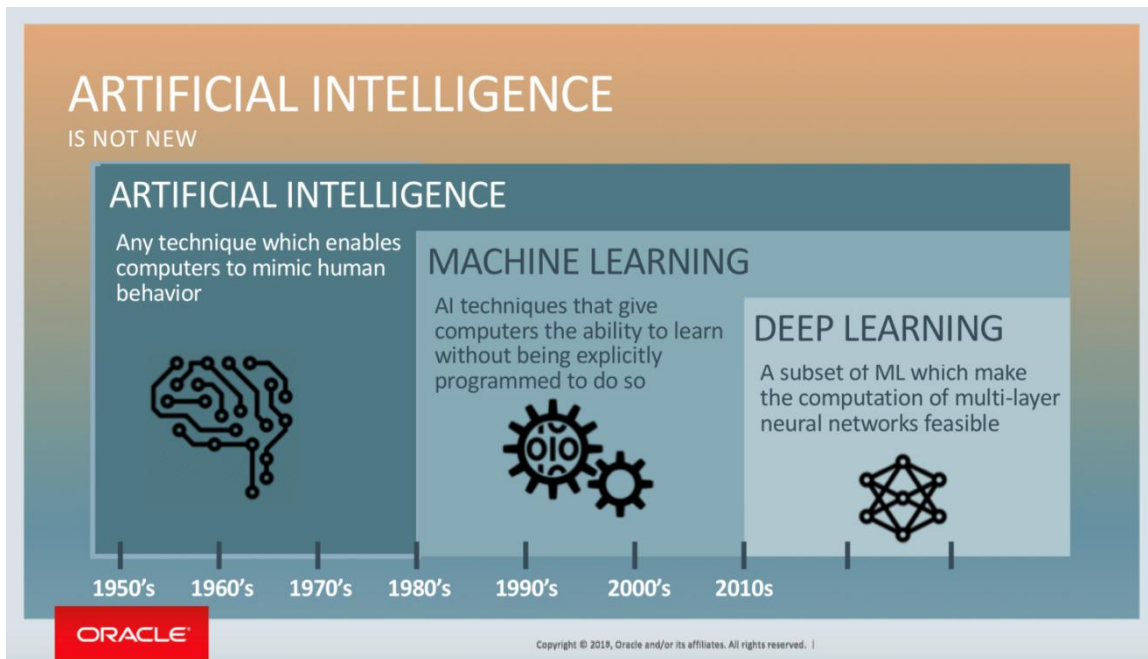 ARTIFICIAL INTELLIGENCE
IS NOT NEW
ARTIFICIAL INTELLIGENCE
Any technique which enables
computers to mimic human
behavior
MACHINE LEARNING
AI techniques that give
computers the ability to learn
without being explicitly
programmed to do so
DEEP LEARNING
A subset of ML which make
the computation of multi-layer
neural networks feasible
1950's 1960's 1970's 1980's 1990's 2000's 2010s
ORACLE®
Copyright © 2019, Oracle and/or its affiliates. All rights reserved. |